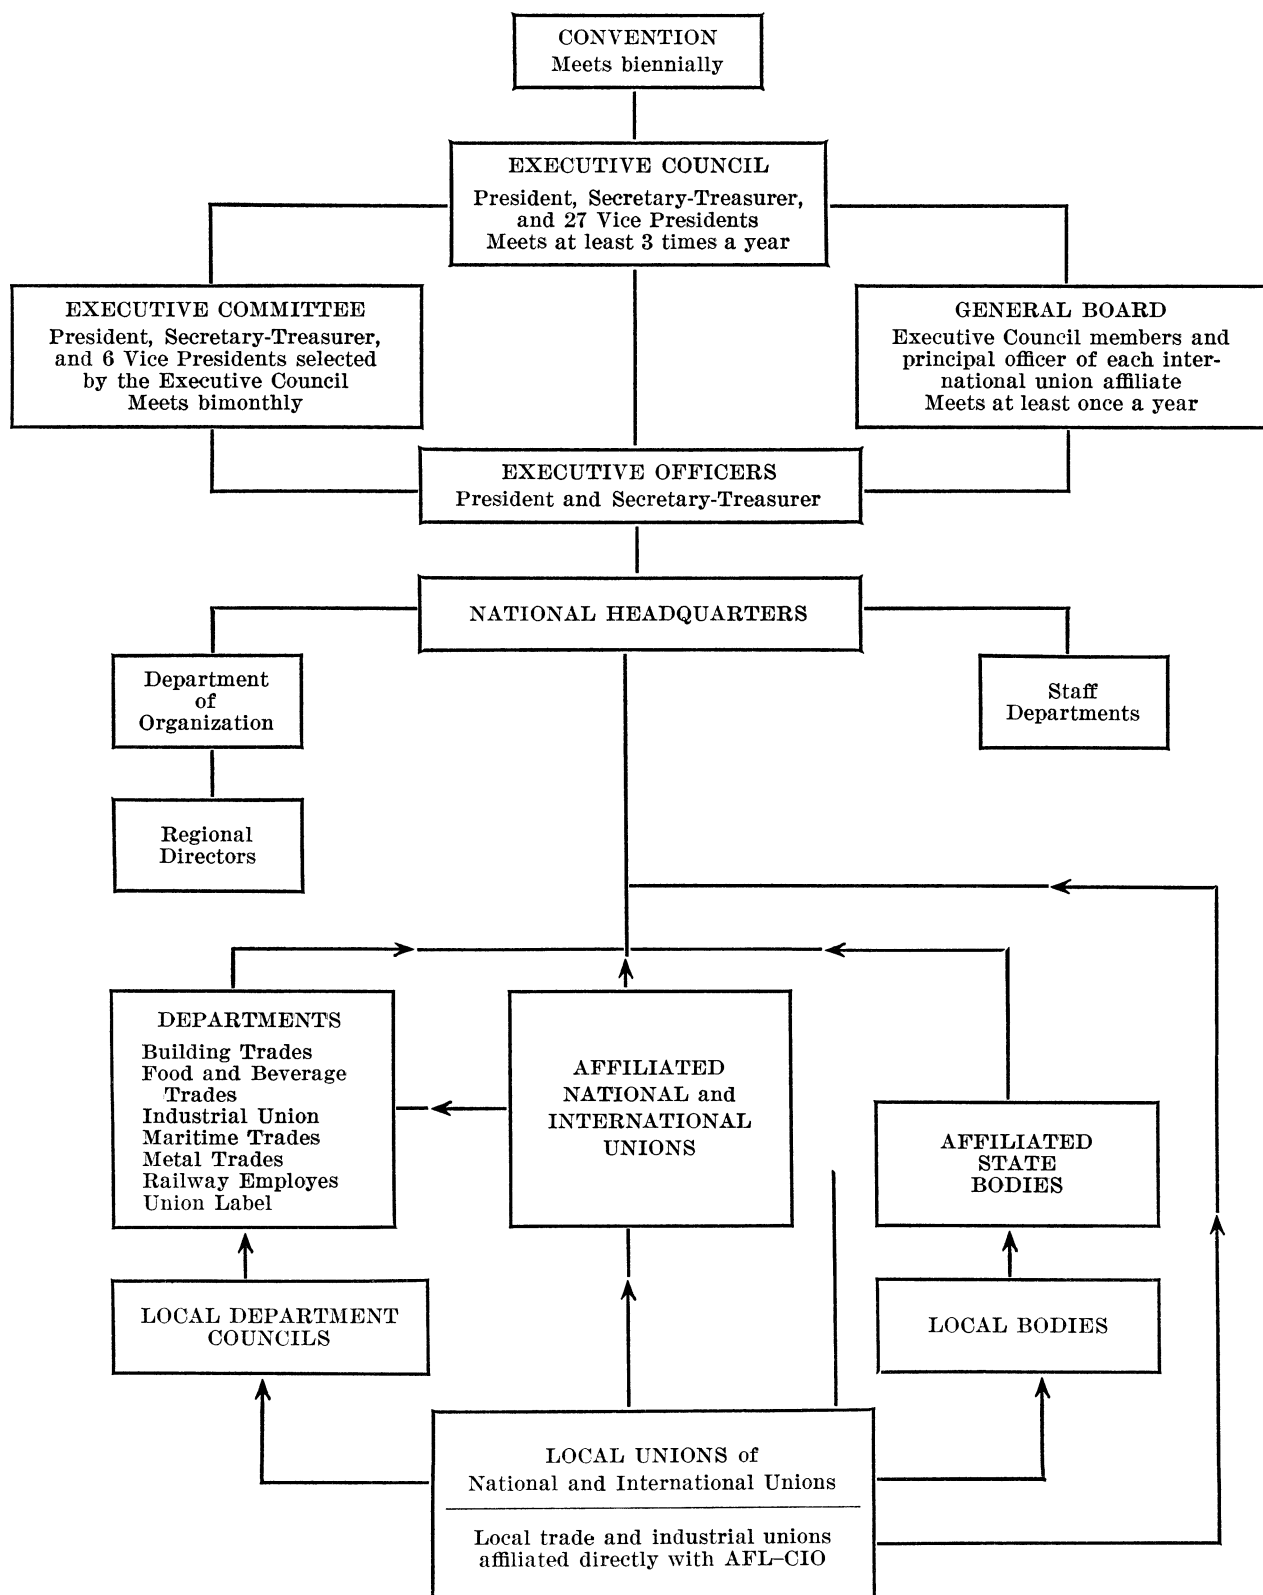 CONVENTION
Meets biennially
EXECUTIVE COUNCIL
President, Secretary-Treasurer,
and 27 Vice Presidents
Meets at least 3 times a year
EXECUTIVE COMMITTEE
President, Secretary-Treasurer,
and 6 Vice Presidents selected
by the Executive Council
Meets bimonthly
GENERAL BOARD
Executive Council members and
principal officer of each inter-
national union affiliate
Meets at least once a year
EXECUTIVE OFFICERS
President and Secretary-Treasurer
NATIONAL HEADQUARTERS
Department
of
Organization
Staff
Departments
Regional
Directors
DEPARTMENTS
Building Trades
Food and Beverage
Trades
Industrial Union
Maritime Trades
Metal Trades
Railway Employes
Union Label
AFFILIATED
NATIONAL and
INTERNATIONAL
UNIONS
AFFILIATED
STATE
BODIES
LOCAL DEPARTMENT
COUNCILS
LOCAL BODIES
LOCAL UNIONS of
National and International Unions
Local trade and industrial unions
affiliated directly with AFL–CIO